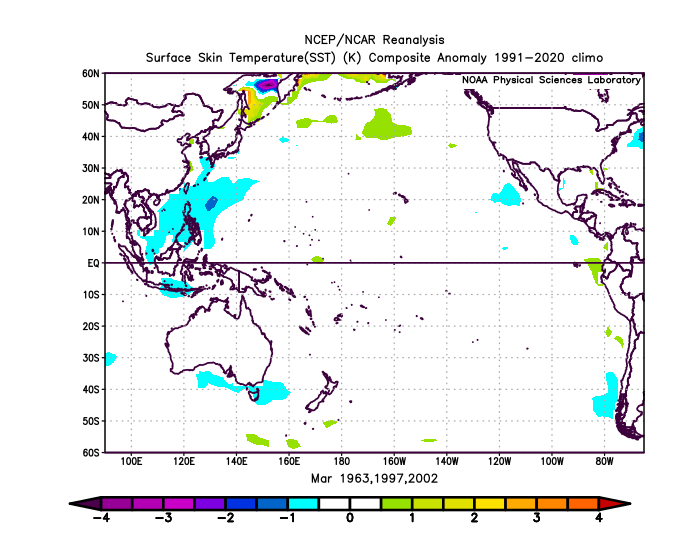 NCEP/NCAR Reanalysis
Surface Skin Temperature(SST) (K) Composite Anomaly 1991-2020 climo
NOAA Physical Sciences Laboratory
60N
50N
40N
30N
20N
10N
EQ
10S
20S
30S
40S
50S
60S
100E 120E 140E 160E 180 160W 140W 120W 100W 80W
Mar 1963,1997,2002
-4 -3 -2 -1 0 1 2 3 4